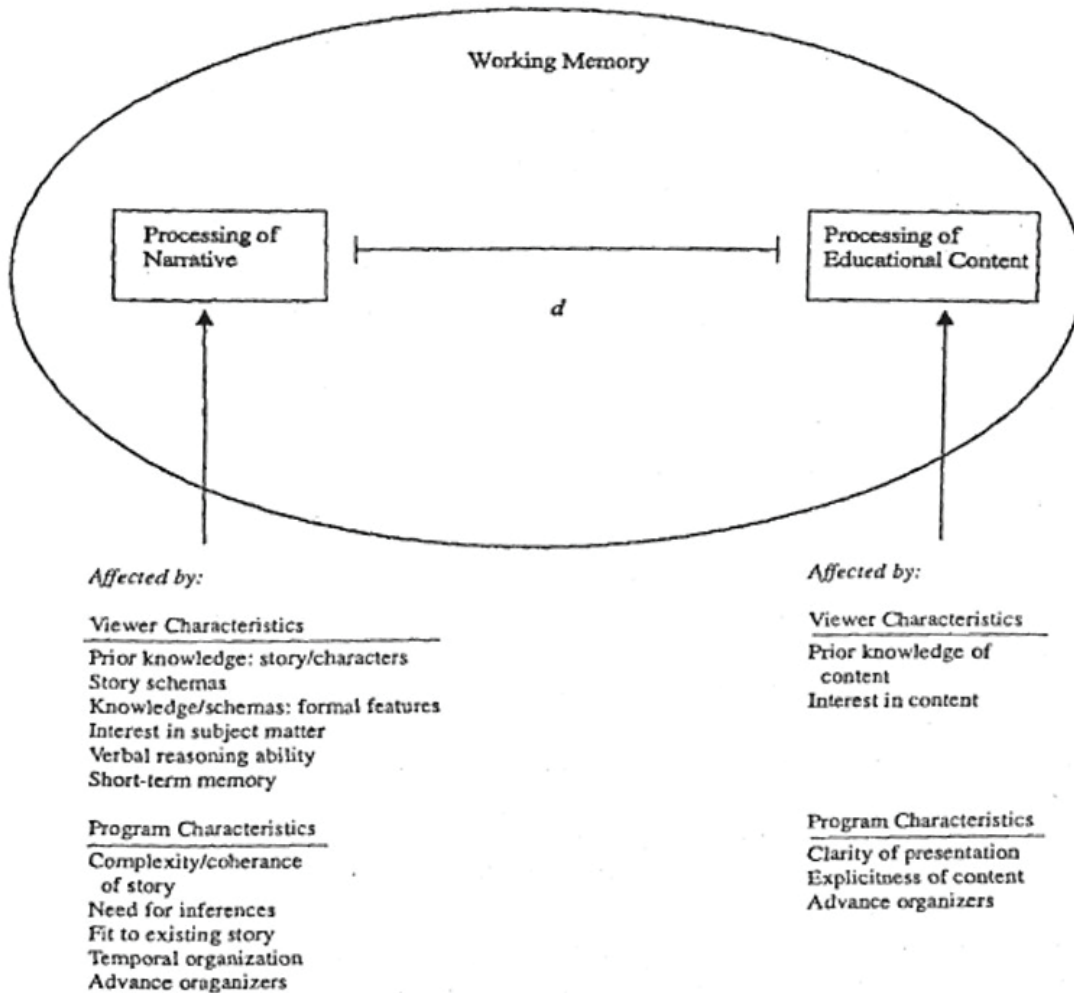 Working Memory
Processing of
Narrative
Processing of
Educational Content
d
Affected by:
Viewer Characteristics
Prior knowledge: story/characters
Story schemas
Knowledge/schemas: formal features
Interest in subject matter
Verbal reasoning ability
Short-term memory
Program Characteristics
Complexity/coherance
of story
Need for inferences
Fit to existing story
Temporal organization
Advance oraganizers
Affected by:
Viewer Characteristics
Prior knowledge of
content
Interest in content
Program Characteristics
Clarity of presentation
Explicitness of content
Advance organizers